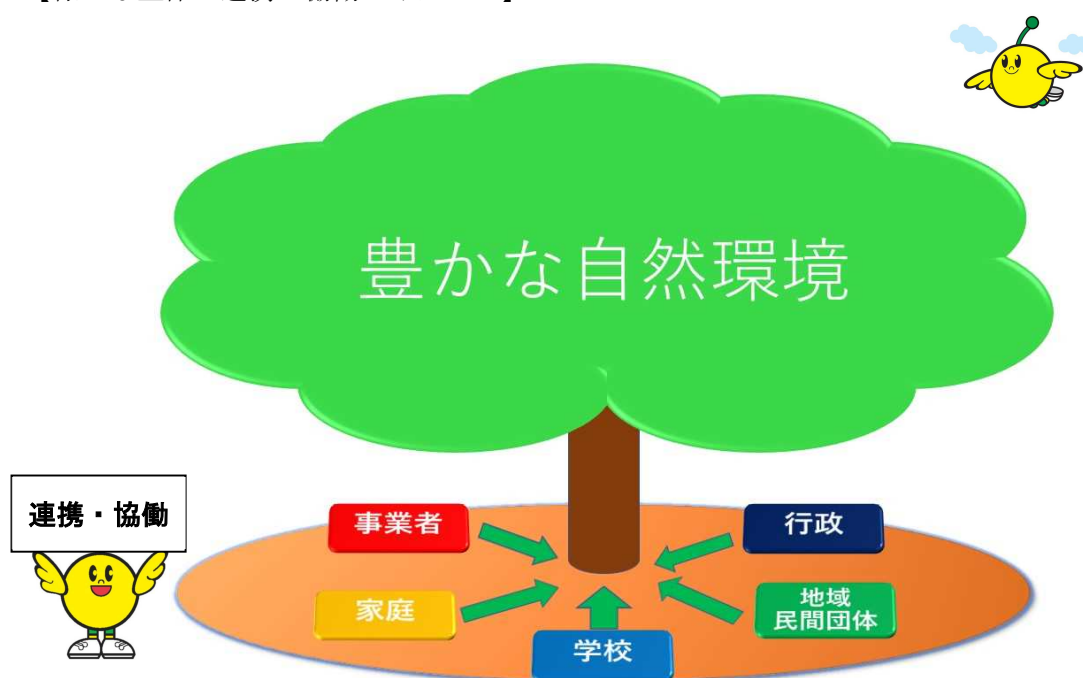 豊かな自然環境
連携・協働
事業者
行政
家庭
地域
民間団体
学校